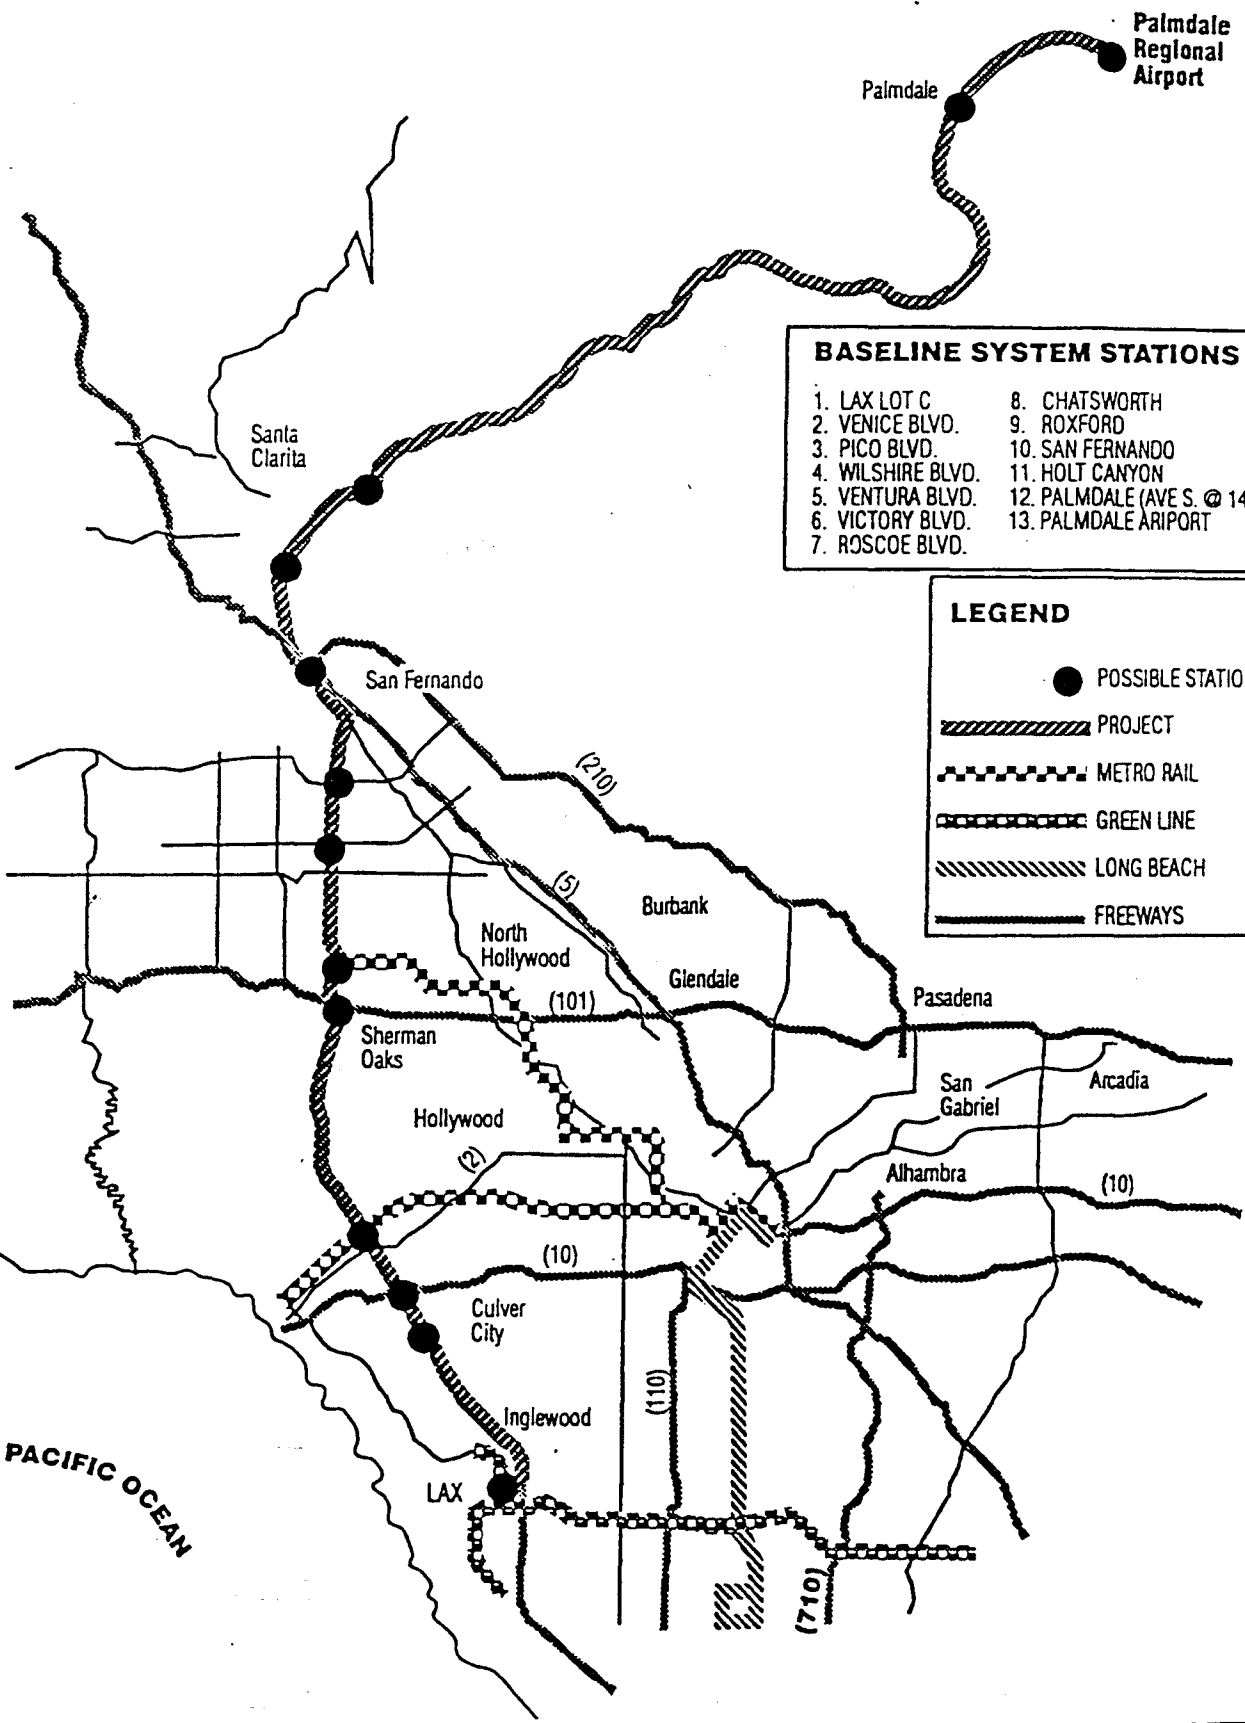 Palmdale
Regional
Airport
Palmdale
BASELINE SYSTEM STATIONS
1. LAX LOT C
2. VENICE BLVD.
3. PICO BLVD.
4. WILSHIRE BLVD.
5. VENTURA BLVD.
6. VICTORY BLVD.
7. ROSCOE BLVD.
8. CHATSWORTH
9. ROXFORD
10. SAN FERNANDO
11. HOLT CANYON
12. PALMDALE (AVE S. @ 14
13. PALMDALE ARIPORT
Santa
Clarita
LEGEND
POSSIBLE STATIO
PROJECT
METRO RAIL
GREEN LINE
LONG BEACH
FREEWAYS
San Fernando
(210)
(5)
Burbank
North
Hollywood
Glendale
(101)
Pasadena
Sherman
Oaks
San
Gabriel
Arcadia
Hollywood
(2)
Alhambra
(10)
(10)
Culver
City
(110)
Inglewood
PACIFIC OCEAN
LAX
(710)